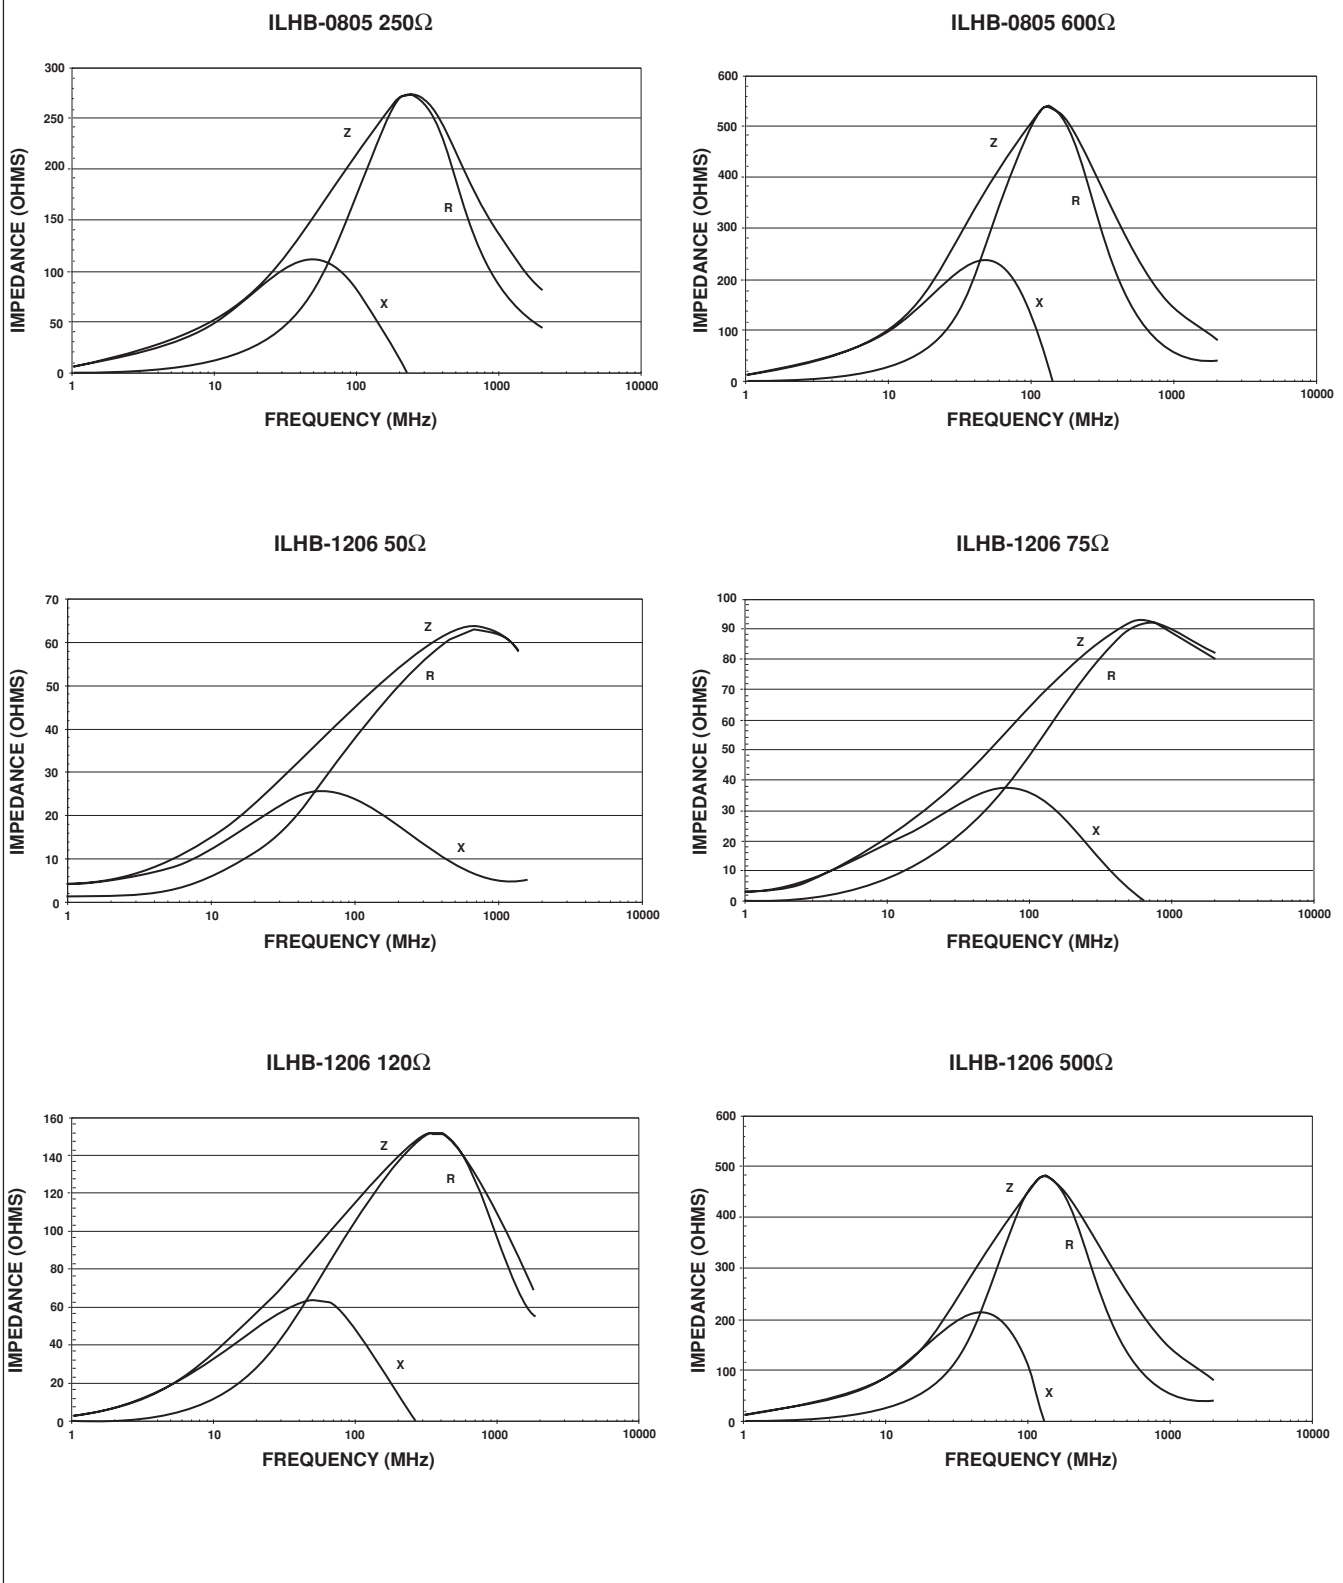 ILHB-0805 250Ω
300
250
200
150
100
50
0
IMPEDANCE (OHMS)
Z
R
X
1
10
100
1000
10000
FREQUENCY (MHz)
ILHB-0805 600Ω
600
500
400
300
200
100
0
IMPEDANCE (OHMS)
Z
R
X
1
10
100
1000
10000
FREQUENCY (MHz)
ILHB-1206 50Ω
70
60
50
40
30
20
10
0
IMPEDANCE (OHMS)
Z
R
X
1
10
100
1000
10000
FREQUENCY (MHz)
ILHB-1206 75Ω
100
90
80
70
60
50
40
30
20
10
0
IMPEDANCE (OHMS)
Z
R
X
1
10
100
1000
10000
FREQUENCY (MHz)
ILHB-1206 120Ω
160
140
120
100
80
60
40
20
0
IMPEDANCE (OHMS)
Z
R
X
1
10
100
1000
10000
FREQUENCY (MHz)
ILHB-1206 500Ω
600
500
400
300
200
100
0
IMPEDANCE (OHMS)
Z
R
X
1
10
100
1000
10000
FREQUENCY (MHz)